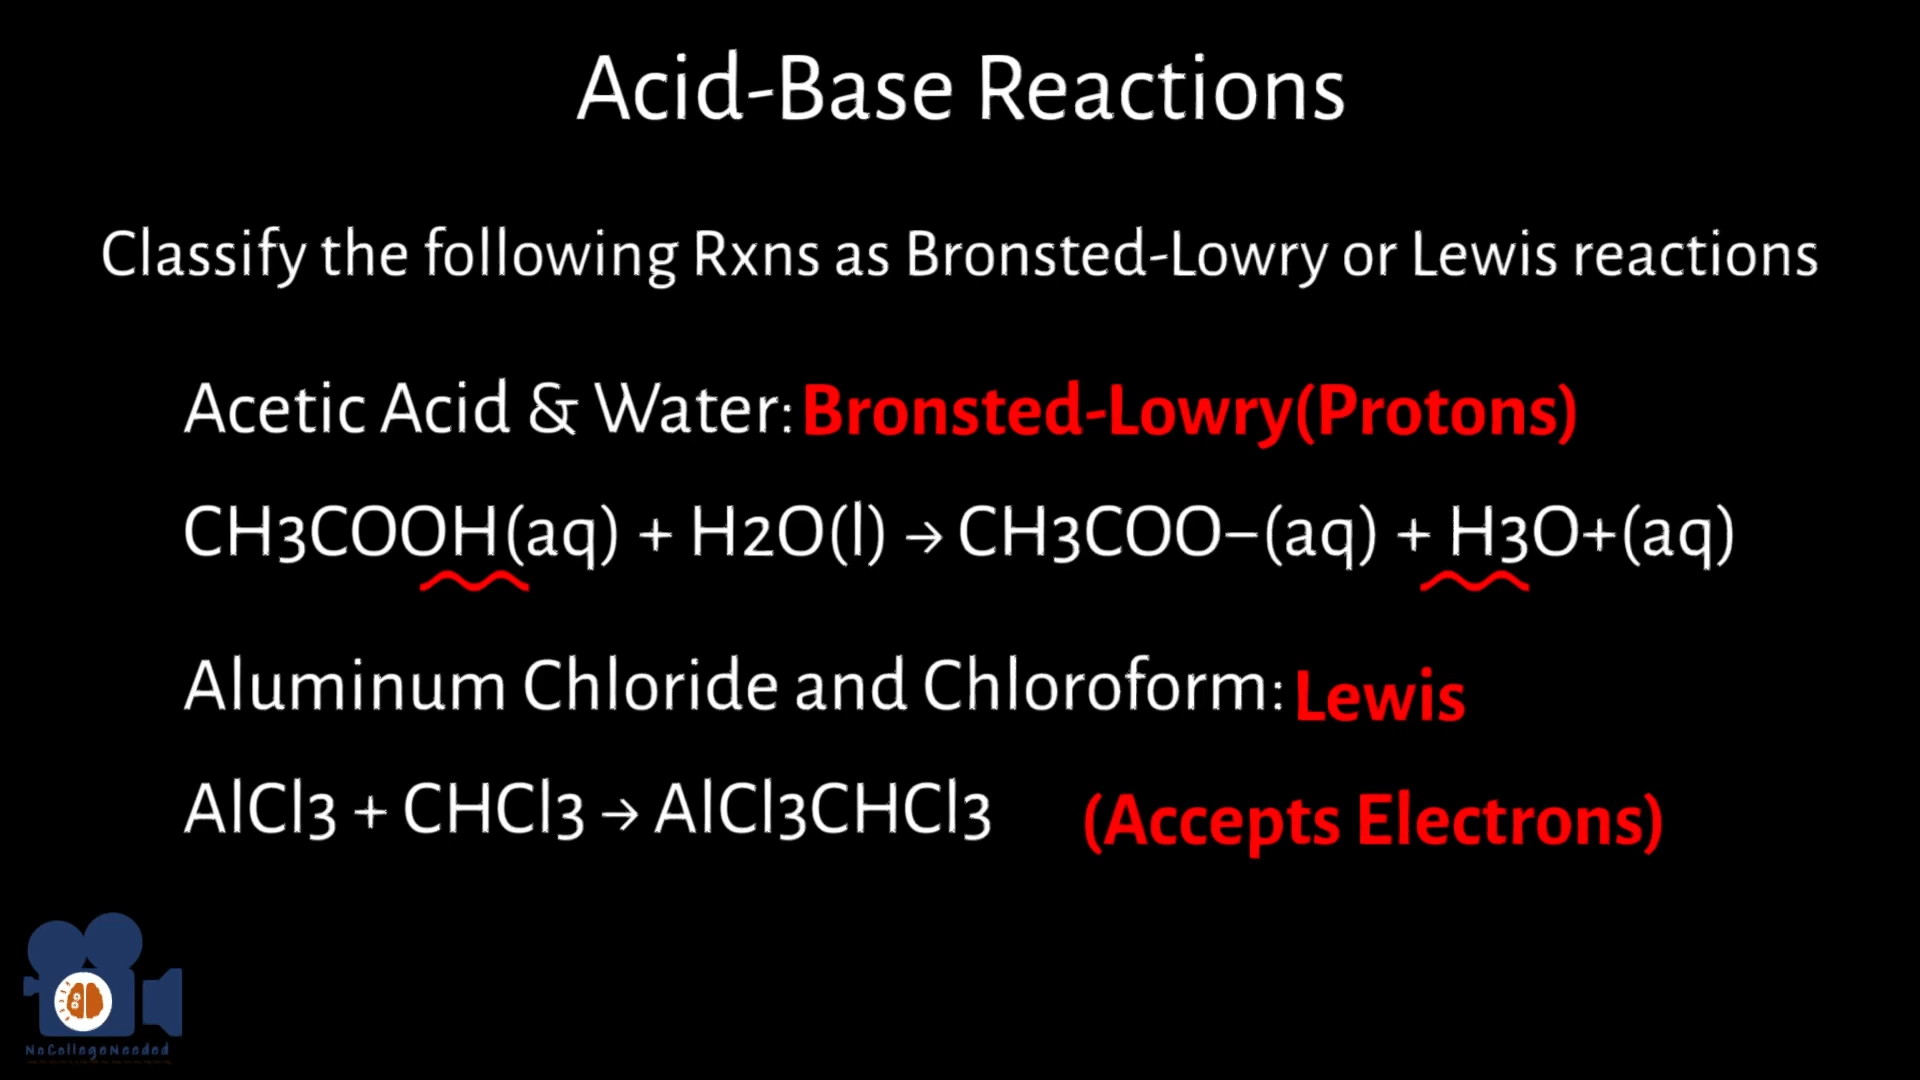 Acid-Base Reactions
Classify the following Rxns as Bronsted-Lowry or Lewis reactions
Acetic Acid & Water: Bronsted-Lowry(Protons)
CH3COOH(aq) + H2O(l) → CH3COO−(aq) + H3O+(aq)
Aluminum Chloride and Chloroform: Lewis
AlCl3 + CHCl3 → AlCl3CHCl3 (Accepts Electrons)
NoCollegeNeeded